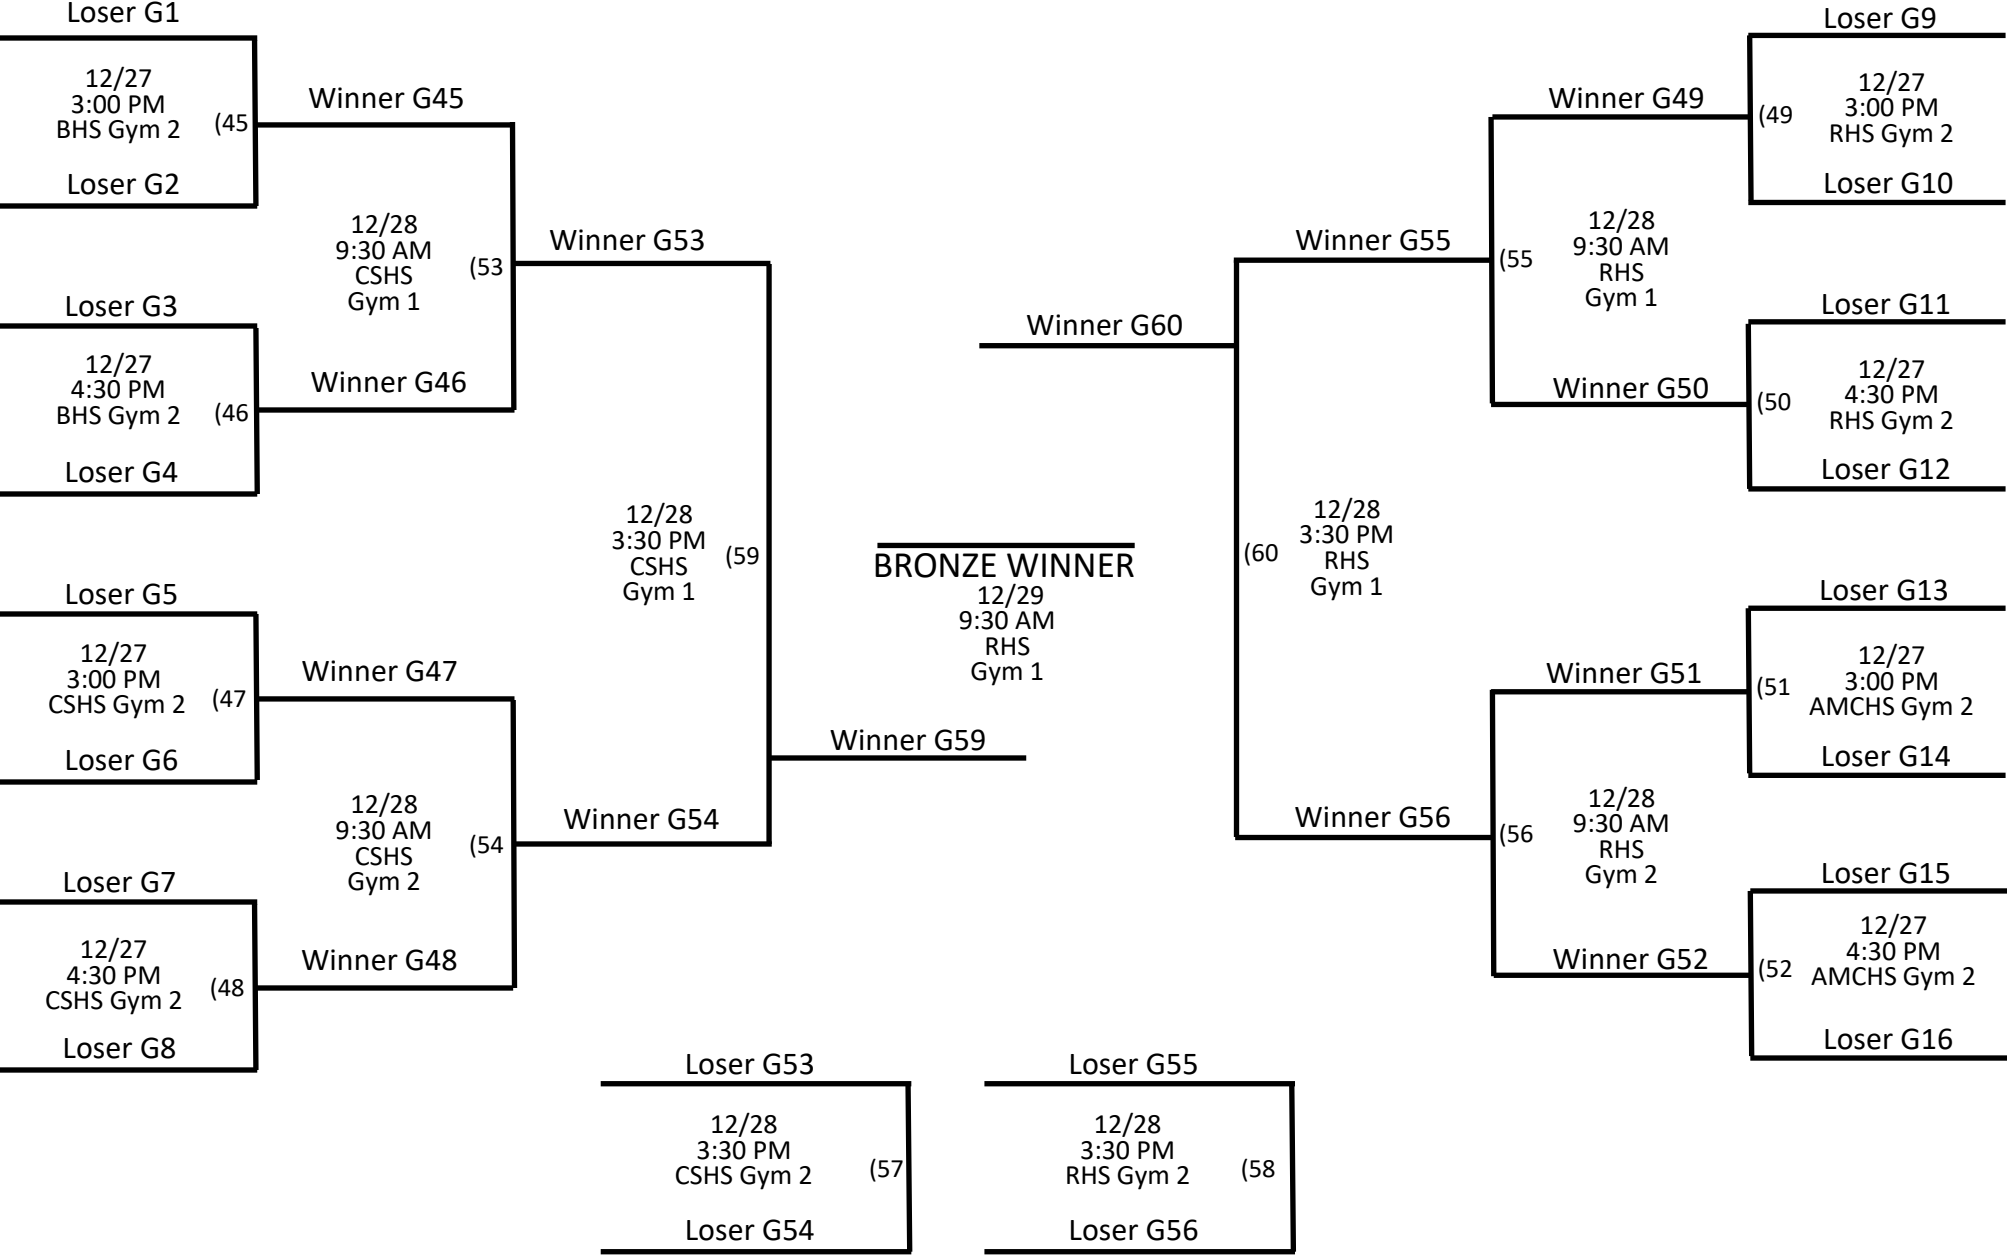 Loser G1
12/27
3:00 PM
BHS Gym 2
(45
Loser G2
Winner G45
12/28
9:30 AM
CSHS
Gym 1
(53
Loser G3
12/27
4:30 PM
BHS Gym 2
(46
Loser G4
Winner G46
Winner G53
12/28
3:30 PM
CSHS
Gym 1
(59
Loser G5
12/27
3:00 PM
CSHS Gym 2
(47
Loser G6
Winner G47
12/28
9:30 AM
CSHS
Gym 2
(54
Winner G54
Loser G7
12/27
4:30 PM
CSHS Gym 2
(48
Loser G8
Winner G48
Winner G59
BRONZE WINNER
12/29
9:30 AM
RHS
Gym 1
Winner G60
Winner G55
(60
12/28
3:30 PM
RHS
Gym 1
Winner G56
Winner G49
(55
12/28
9:30 AM
RHS
Gym 1
Winner G50
Loser G9
(49
12/27
3:00 PM
RHS Gym 2
Loser G10
Loser G11
(50
12/27
4:30 PM
RHS Gym 2
Loser G12
Winner G51
(56
12/28
9:30 AM
RHS
Gym 2
Winner G52
Loser G13
(51
12/27
3:00 PM
AMCHS Gym 2
Loser G14
Loser G15
(52
12/27
4:30 PM
AMCHS Gym 2
Loser G16
Loser G53
12/28
3:30 PM
CSHS Gym 2
(57
Loser G54
Loser G55
12/28
3:30 PM
RHS Gym 2
(58
Loser G56